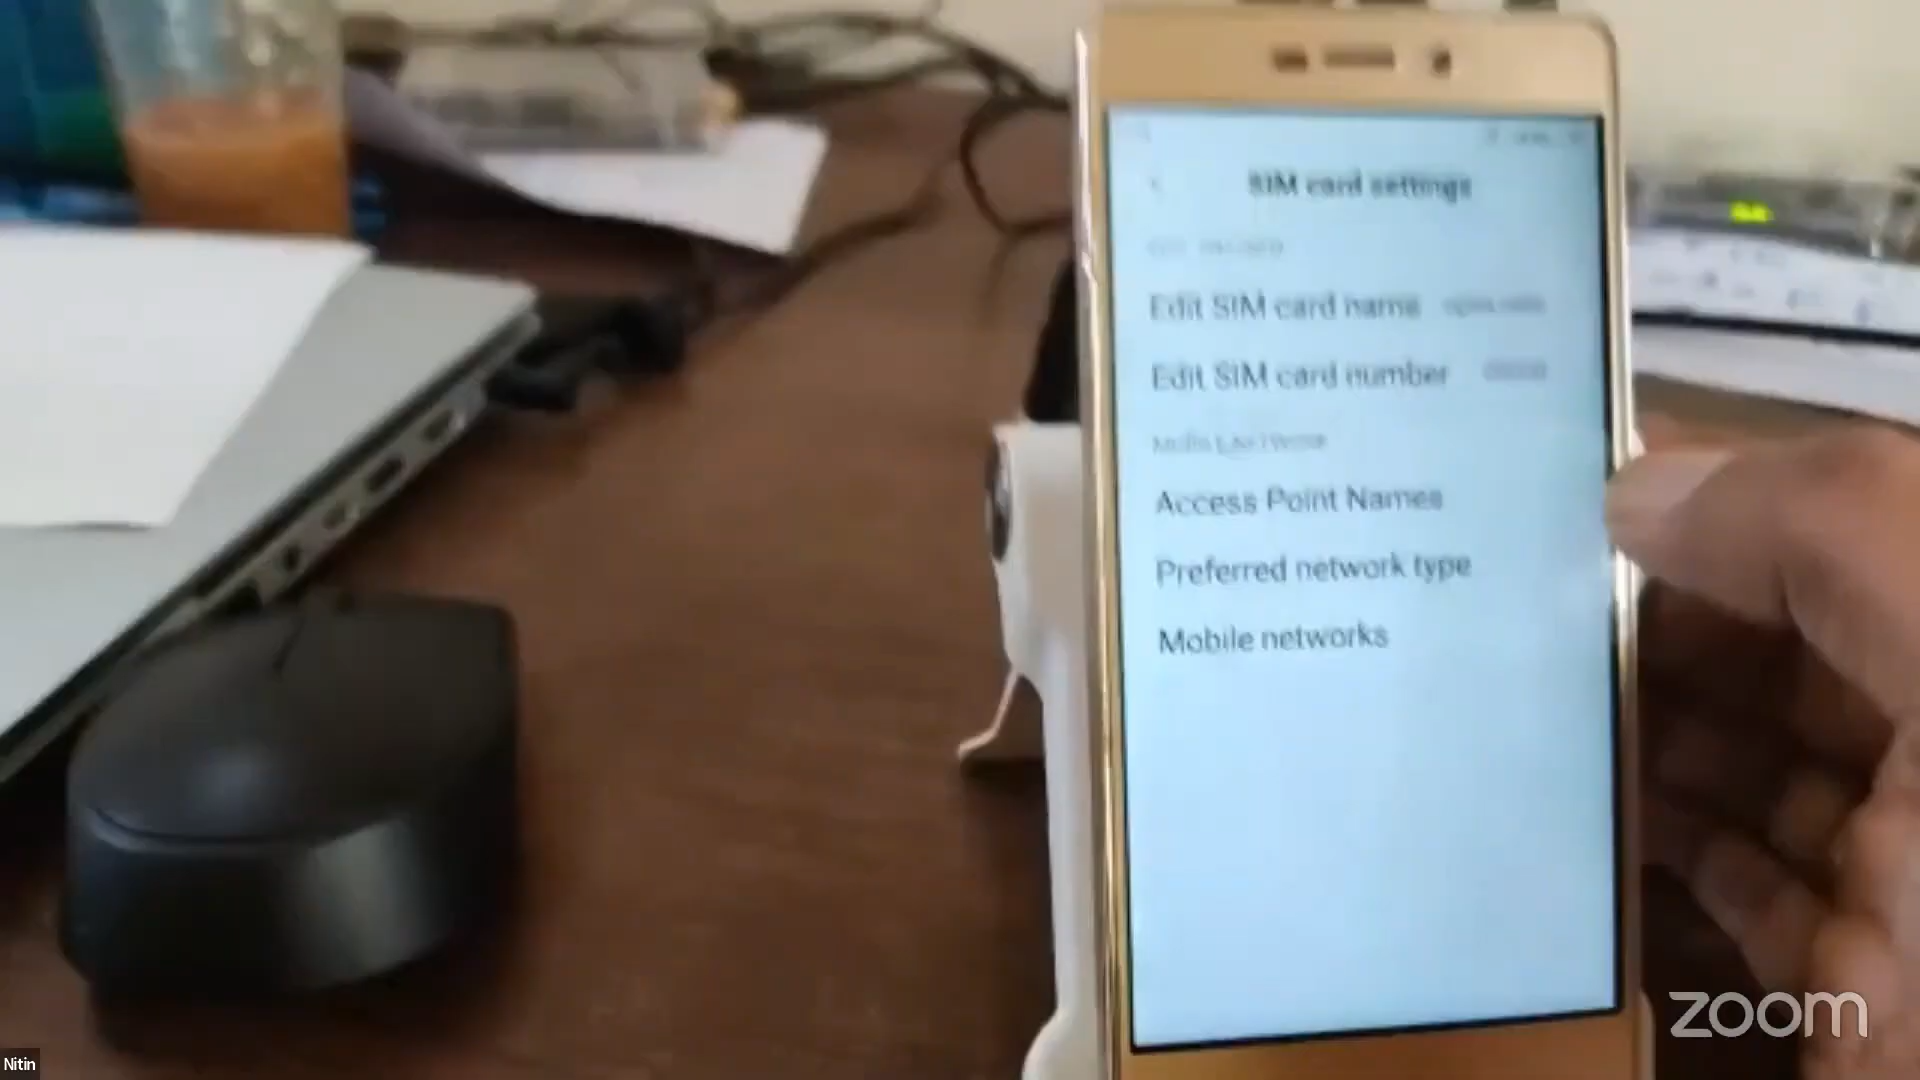 SIM card settings
Edit SIM card name
Edit SIM card number
Access Point Names
Preferred network type
Mobile networks
zoom
Nitin